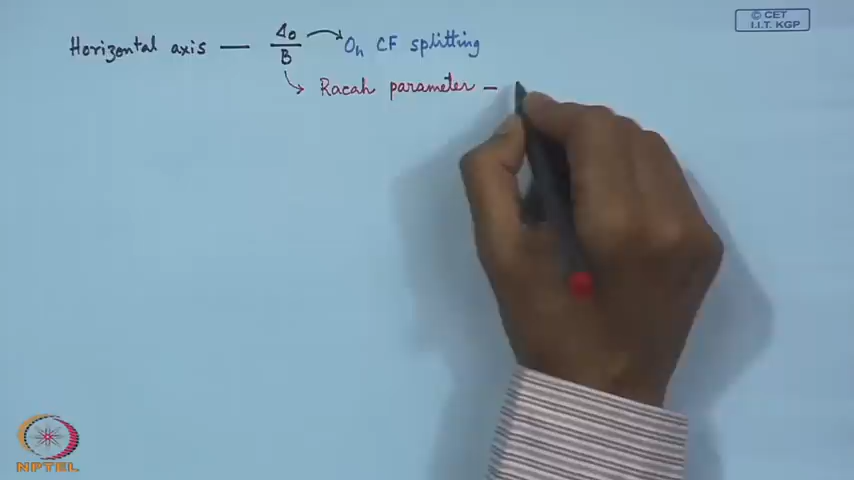 © CET
I.I.T. KGP
Horizontal axis — Δo/B → Oh CF splitting
→ Racah parameter —
NPTEL